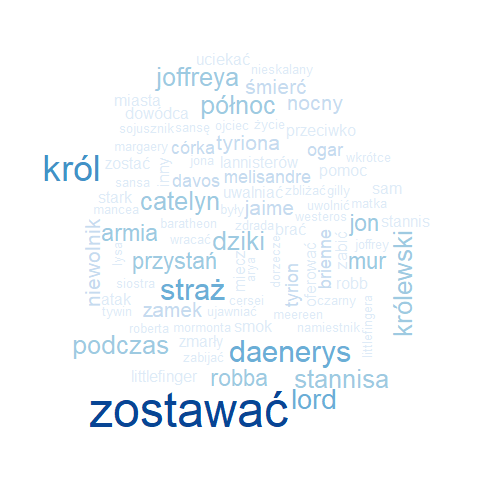 uciekać
nieskalany
joffreya
śmierć
miasta
północ
nocny
dowódca
sojusznik
sansę
ojciec
życie
przeciwko
margaery
córka
tyriona
ogar
wkrótce
król
zostać
inny
jona
lannisterów
pomoc
sansa
davos
melisandre
stark
catelyn
uwalniać
zbliżać
gilly
sam
mancea
były
jaime
uwolnić
matka
westeros
niewolnik
armia
baratheon
zdrada
brać
jon
stannis
lysa
wracać
dziki
brienne
zabić
joffrey
królewski
przystań
miecz
arya
dorzecze
oferować
mur
siostra
straż
tyrion
robb
atak
cersei
czarny
tywin
zamek
ujawniać
smok
meereen
namiestnik
littlefingera
roberta
mormonta
podczas
zmarły
zabijać
daenerys
littlefinger
robba
stannisa
zostawać
lord